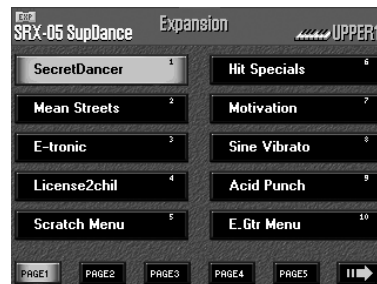 EXP
SRX-05 SupDance Expansion UPPER1
SecretDancer 1
Mean Streets 2
E-tronic 3
License2chil 4
Scratch Menu 5
Hit Specials 6
Motivation 7
Sine Vibrato 8
Acid Punch 9
E.Gtr Menu 10
PAGE1 PAGE2 PAGE3 PAGE4 PAGE5